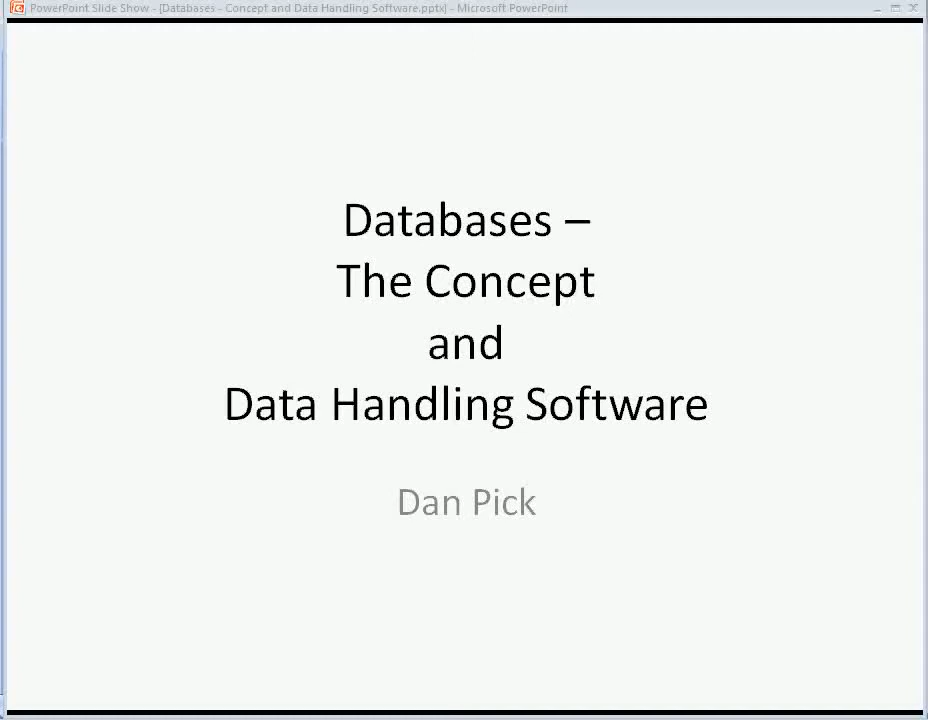 PowerPoint Slide Show - [Databases - Concept and Data Handling Software.pptx] - Microsoft PowerPoint
Databases –
The Concept
and
Data Handling Software
Dan Pick